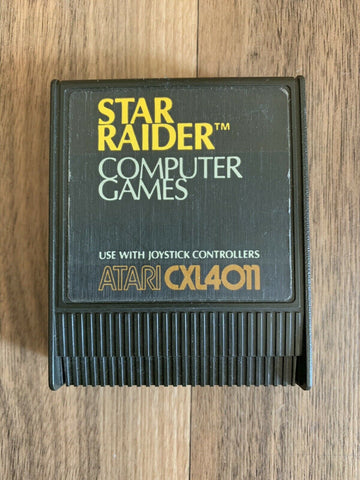 STAR
RAIDER™
COMPUTER
GAMES
USE WITH JOYSTICK CONTROLLERS
ATARI CXL4011